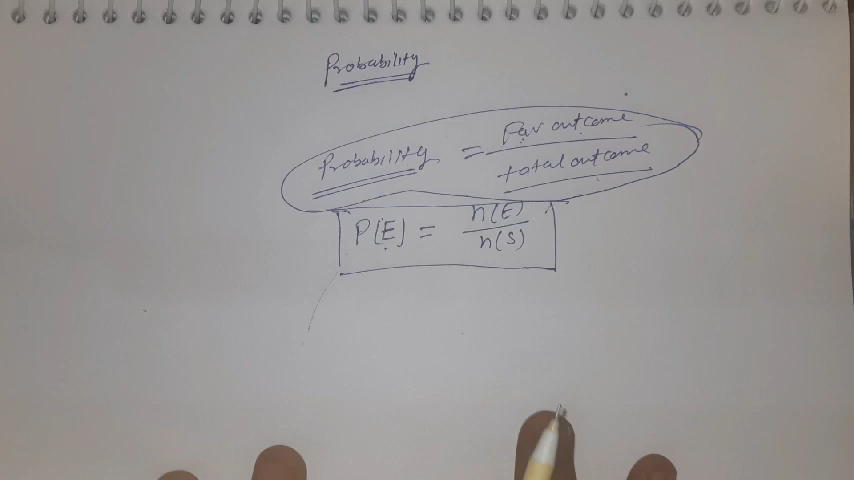 Probability
Probability = Fav outcome / total outcome
P(E) = n(E) / n(S)